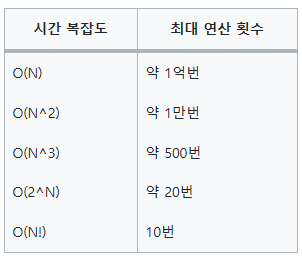 시간 복잡도 최대 연산 횟수
O(N) 약 1억번
O(N^2) 약 1만번
O(N^3) 약 500번
O(2^N) 약 20번
O(N!) 10번